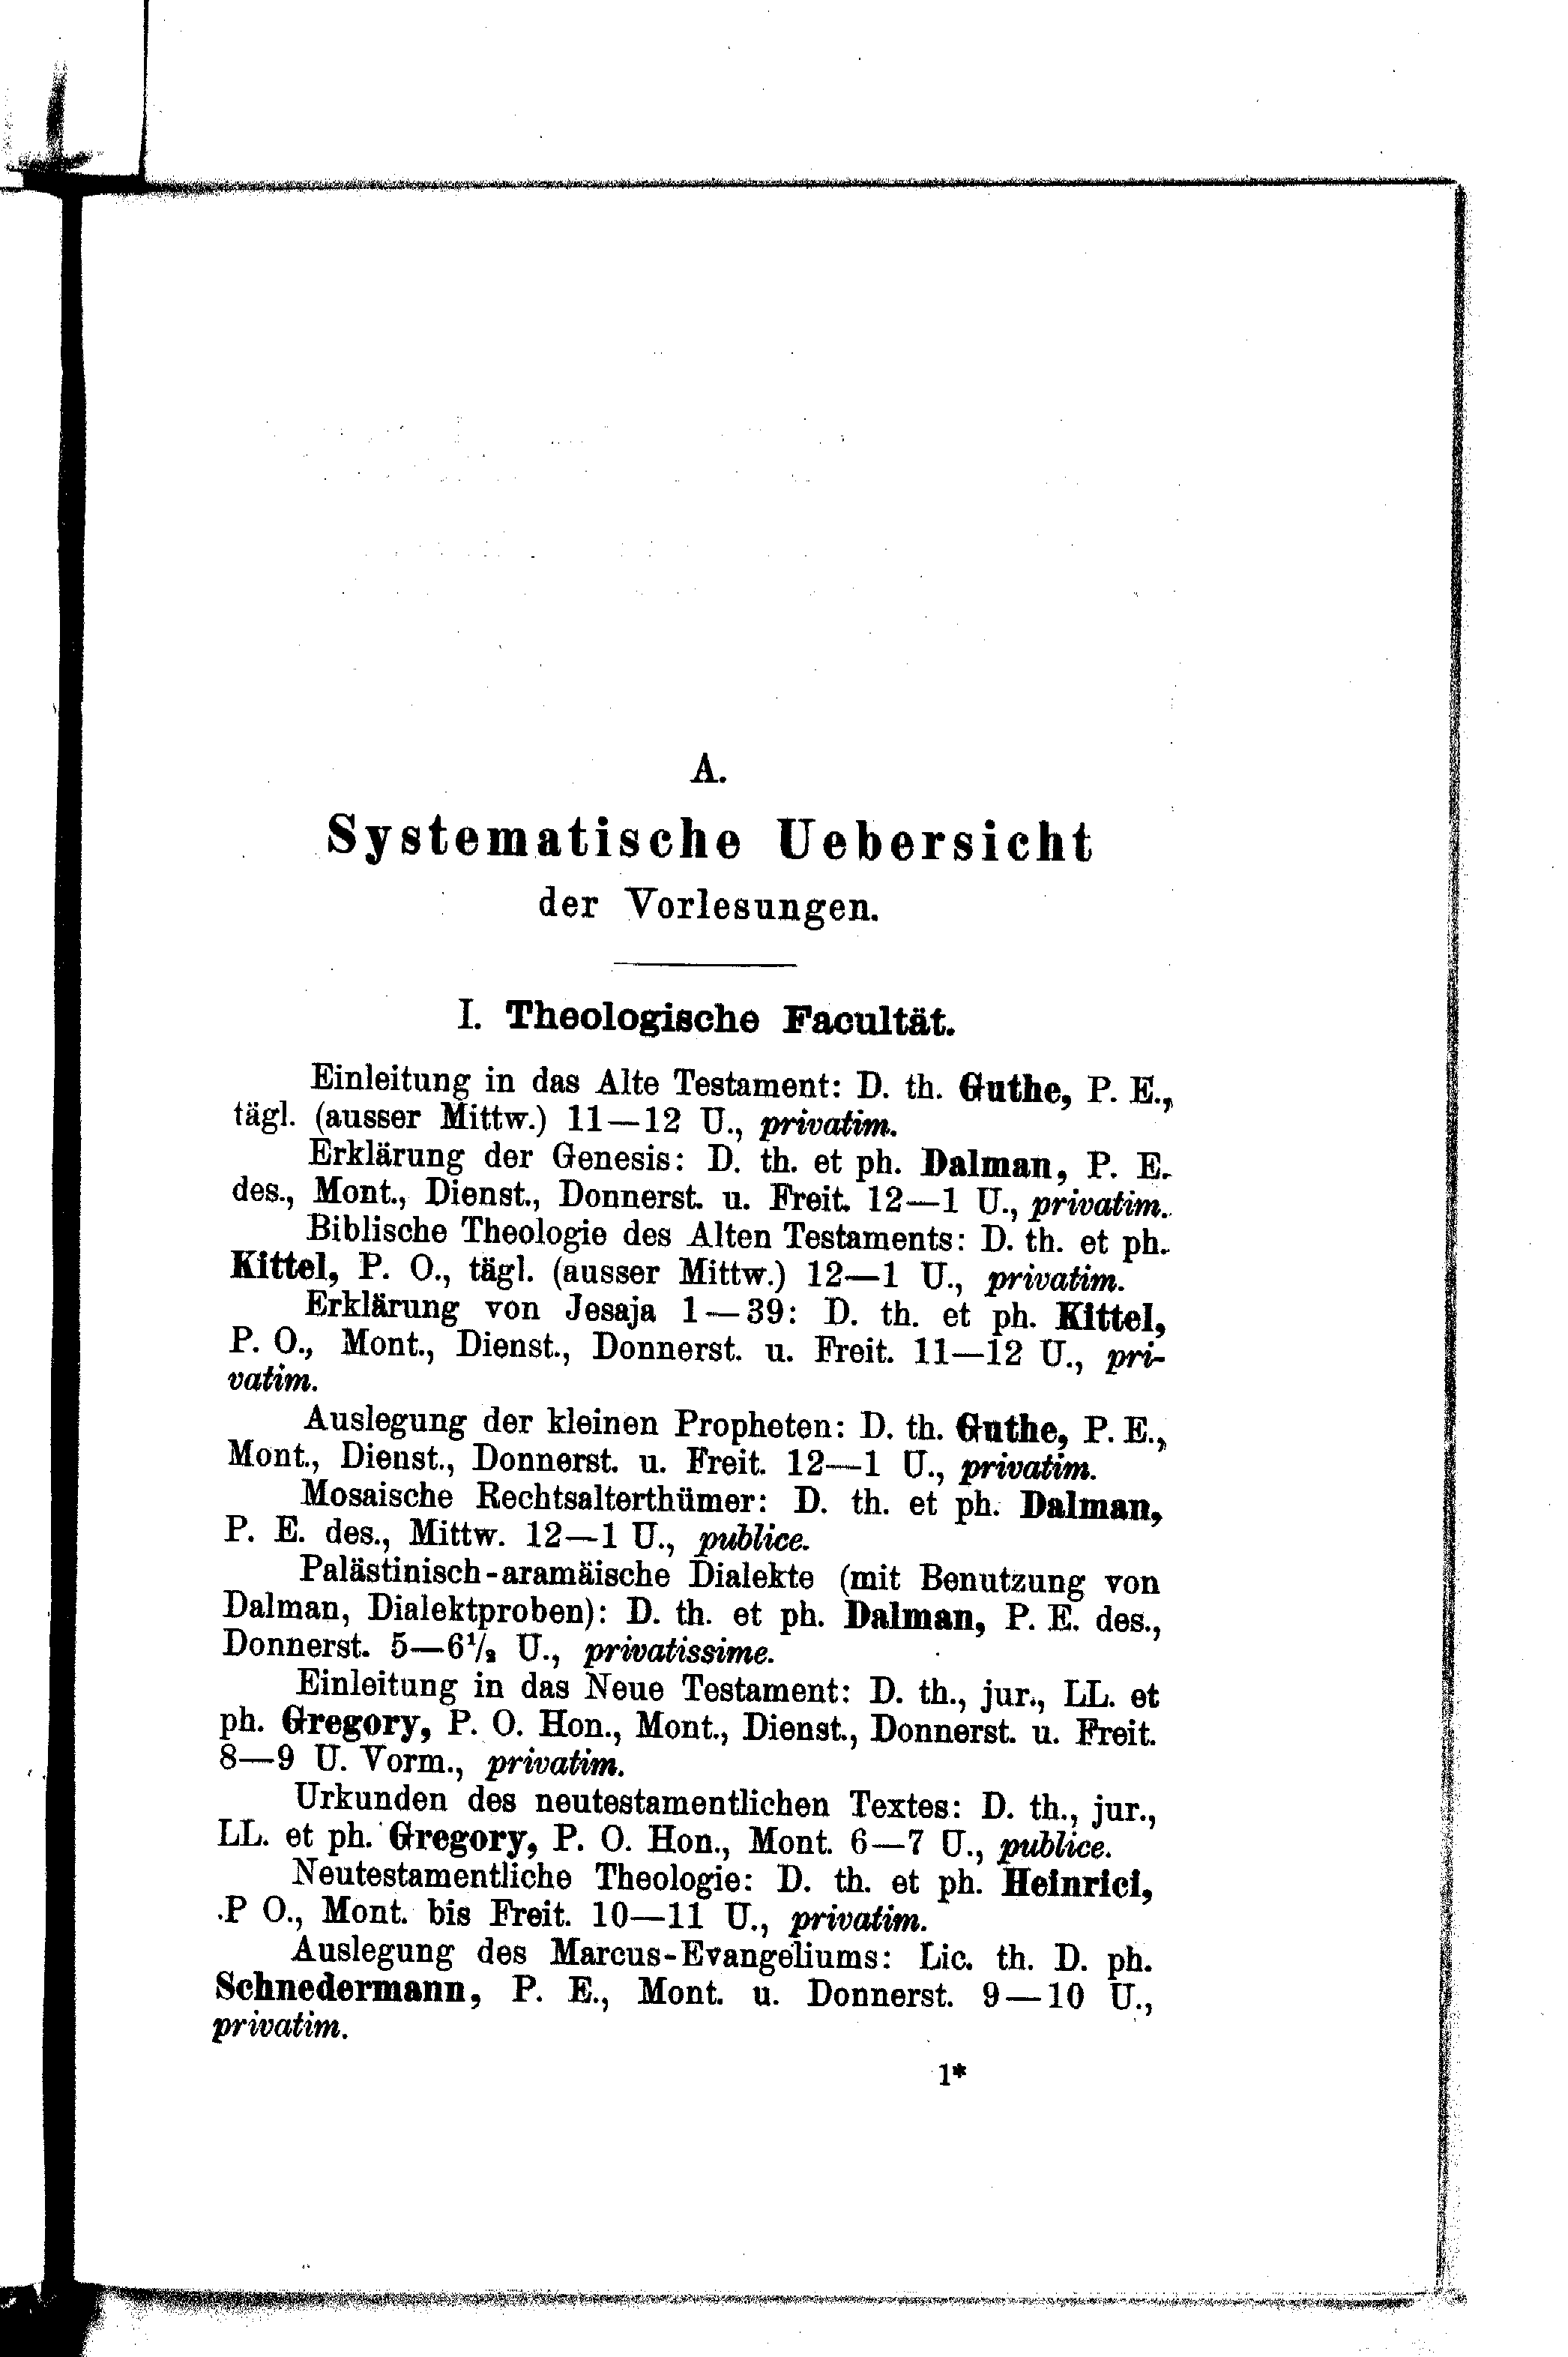 A.
Systematische Uebersicht
der Vorlesungen.
I. Theologische Facultät.
Einleitung in das Alte Testament: D. th. Guthe, P. E.,
tägl. (ausser Mittw.) 11—12 U., privatim.
Erklärung der Genesis: D. th. et ph. Dalman, P. E.
des., Mont., Dienst., Donnerst. u. Freit. 12—1 U., privatim.
Biblische Theologie des Alten Testaments: D. th. et ph.
Kittel, P. O., tägl. (ausser Mittw.) 12—1 U., privatim.
Erklärung von Jesaja 1—39: D. th. et ph. Kittel,
P. O., Mont., Dienst., Donnerst. u. Freit. 11—12 U., pri-
vatim.
Auslegung der kleinen Propheten: D. th. Guthe, P. E.,
Mont., Dienst., Donnerst. u. Freit. 12—1 U., privatim.
Mosaische Rechtsalterthümer: D. th. et ph. Dalman,
P. E. des., Mittw. 12—1 U., publice.
Palästinisch-aramäische Dialekte (mit Benutzung von
Dalman, Dialektproben): D. th. et ph. Dalman, P. E. des.,
Donnerst. 5—6½ U., privatissime.
Einleitung in das Neue Testament: D. th., jur., LL. et
ph. Gregory, P. O. Hon., Mont., Dienst., Donnerst. u. Freit.
8—9 U. Vorm., privatim.
Urkunden des neutestamentlichen Textes: D. th., jur.,
LL. et ph. Gregory, P. O. Hon., Mont. 6—7 U., publice.
Neutestamentliche Theologie: D. th. et ph. Heinrici,
.P O., Mont. bis Freit. 10—11 U., privatim.
Auslegung des Marcus-Evangeliums: Lic. th. D. ph.
Schnedermann, P. E., Mont. u. Donnerst. 9—10 U.,
privatim.
1*